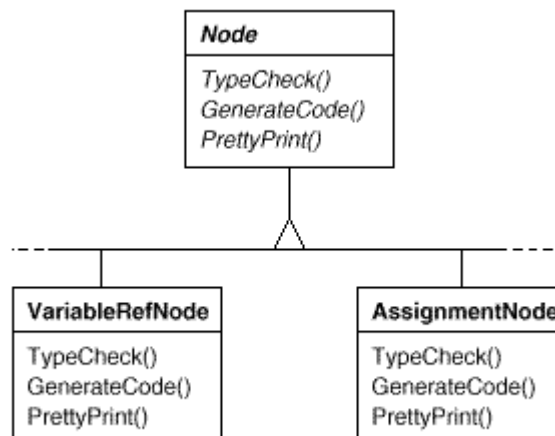 Node
TypeCheck()
GenerateCode()
PrettyPrint()
VariableRefNode
TypeCheck()
GenerateCode()
PrettyPrint()
AssignmentNode
TypeCheck()
GenerateCode()
PrettyPrint()